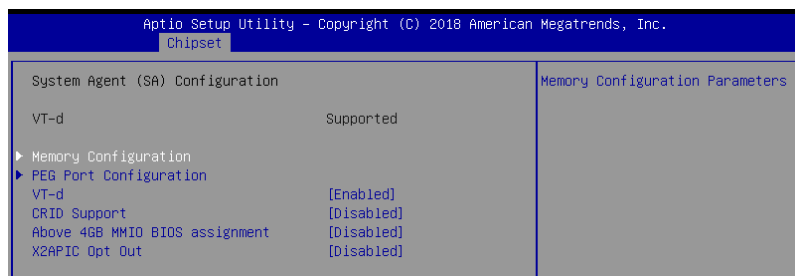 Aptio Setup Utility – Copyright (C) 2018 American Megatrends, Inc.
Chipset
System Agent (SA) Configuration
Memory Configuration Parameters
VT-d Supported
Memory Configuration
PEG Port Configuration
VT-d [Enabled]
CRID Support [Disabled]
Above 4GB MMIO BIOS assignment [Disabled]
X2APIC Opt Out [Disabled]